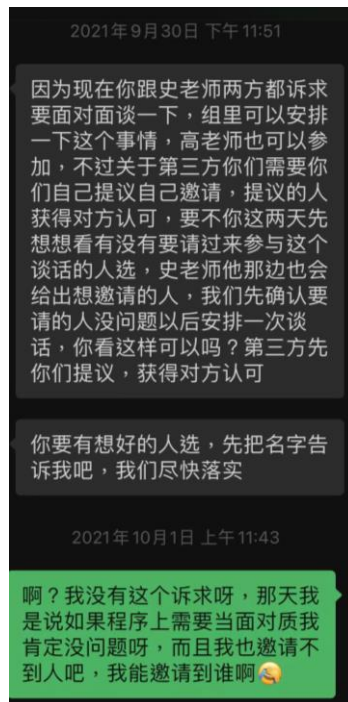 2021年9月30日 下午11:51
因为现在你跟史老师两方都诉求
要面对面谈一下，组里可以安排
一下这个事情，高老师也可以参
加，不过关于第三方你们需要你
们自己提议自己邀请，提议的人
获得对方认可，要不你这两天先
想想看有没有要请过来参与这个
谈话的人选，史老师他那边也会
给出想邀请的人，我们先确认要
请的人没问题以后安排一次谈
话，你看这样可以吗？第三方先
你们提议，获得对方认可
你要有想好的人选，先把名字告
诉我吧，我们尽快落实
2021年10月1日 上午11:43
啊？我没有这个诉求呀，那天我
是说如果程序上需要当面对质我
肯定没问题呀，而且我也邀请不
到人吧，我能邀请到谁啊